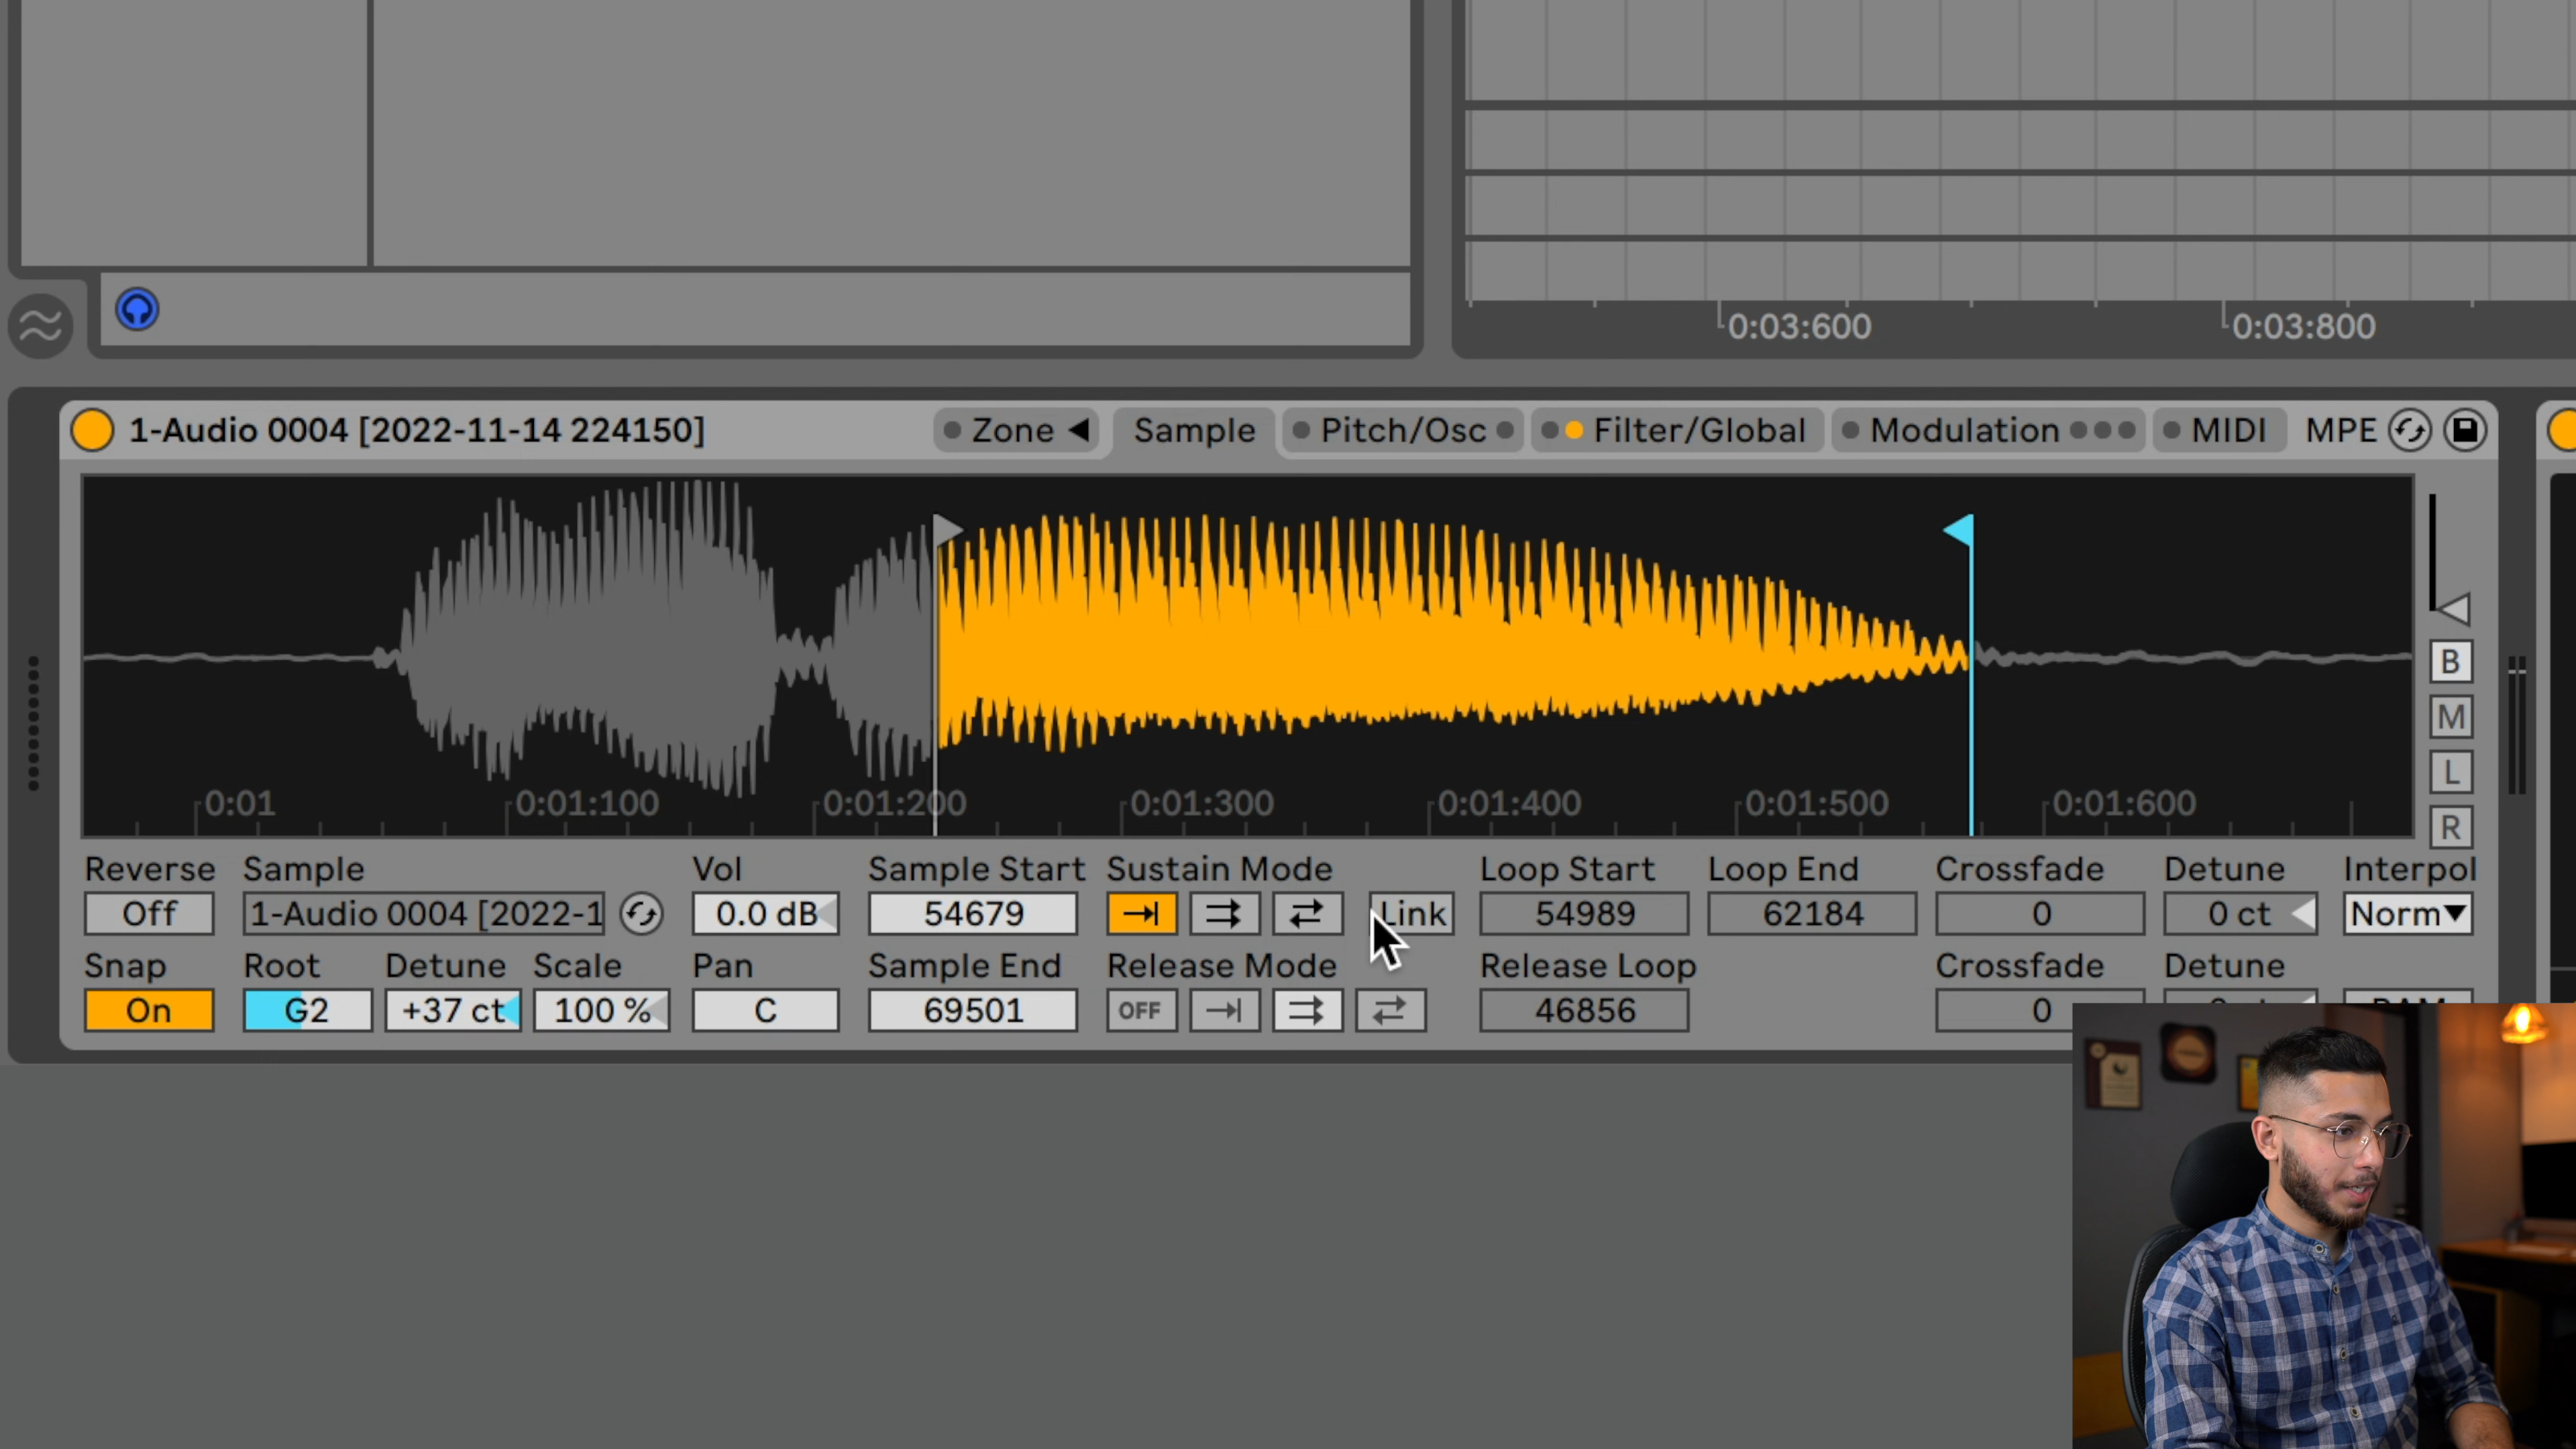 0:03:600 0:03:800
1-Audio 0004 [2022-11-14 224150] Zone Sample Pitch/Osc Filter/Global Modulation MIDI MPE
B
M
L
R
0:01 0:01:100 0:01:200 0:01:300 0:01:400 0:01:500 0:01:600
Reverse Sample Vol Sample Start Sustain Mode Loop Start Loop End Crossfade Detune Interpol
Off 1-Audio 0004 [2022-1 0.0 dB 54679 Link 54989 62184 0 0 ct Norm
Snap Root Detune Scale Pan Sample End Release Mode Release Loop Crossfade Detune
On G2 +37 ct 100 % C 69501 OFF 46856 0